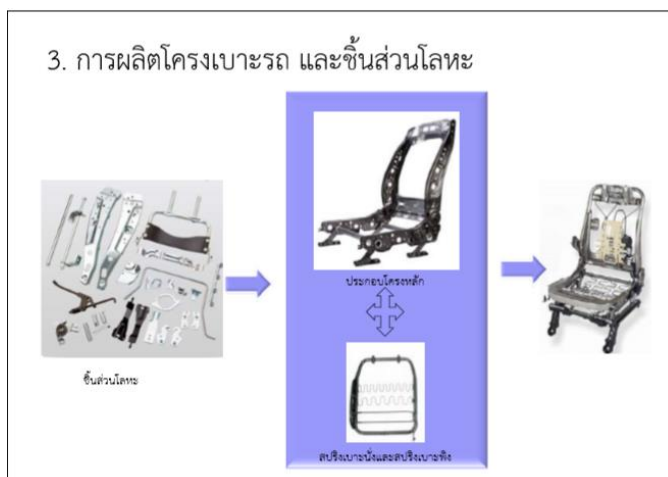 3. การผลิตโครงเบาะรถ และชิ้นส่วนโลหะ
ประกอบโครงหลัก
ชิ้นส่วนโลหะ
สปริงเบาะนั่งและสปริงเบาะพิง